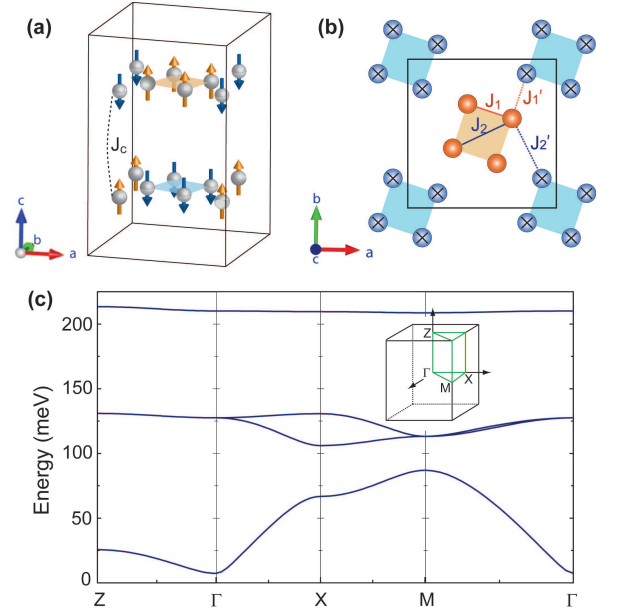 (a)
J_c
c
b
a
(b)
J_1
J_1'
J_2
J_2'
b
c
a
(c)
Energy (meV)
200
150
100
50
0
Z
Γ
X
M
Z
Γ
X
M
Γ